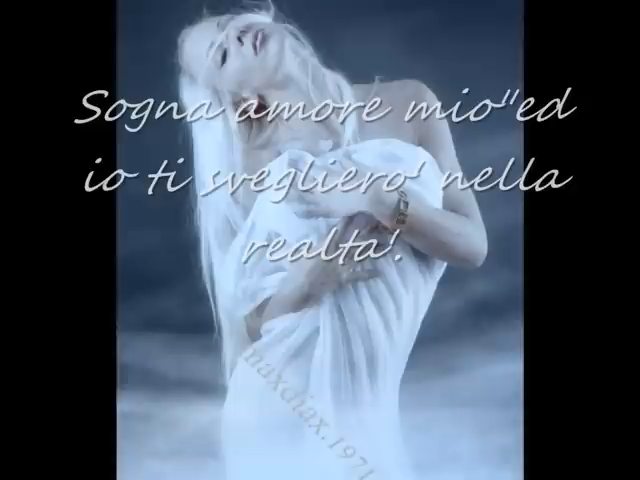 Sogna amore mio"ed
io ti svegliero' nella
realta'.
maxdiax.1971